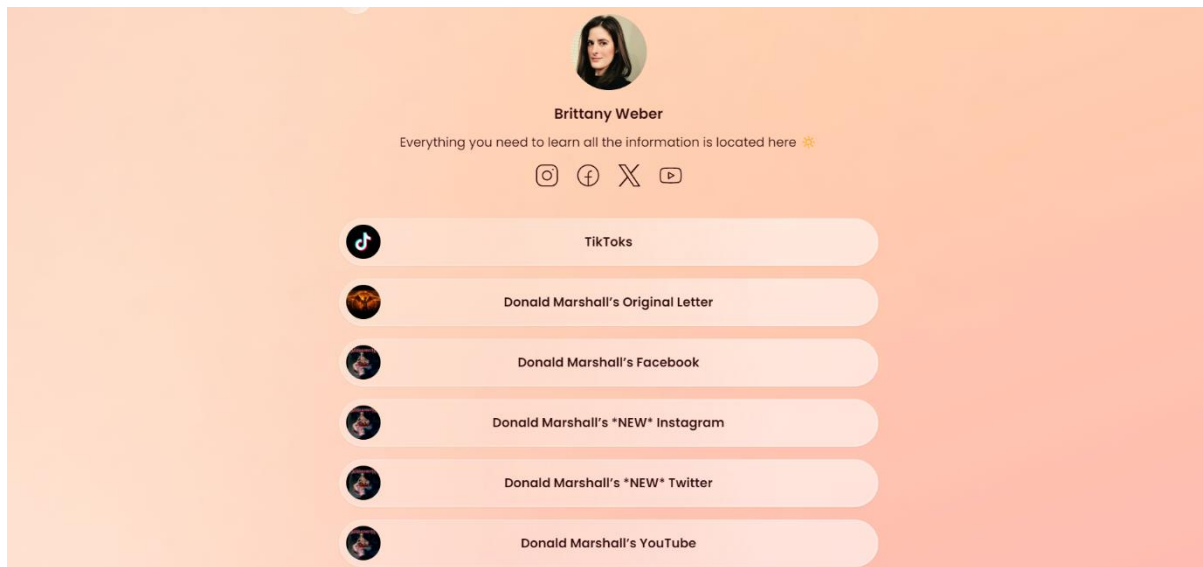 Brittany Weber
Everything you need to learn all the information is located here 🔆
TikToks
Donald Marshall’s Original Letter
Donald Marshall’s Facebook
Donald Marshall’s *NEW* Instagram
Donald Marshall’s *NEW* Twitter
Donald Marshall’s YouTube